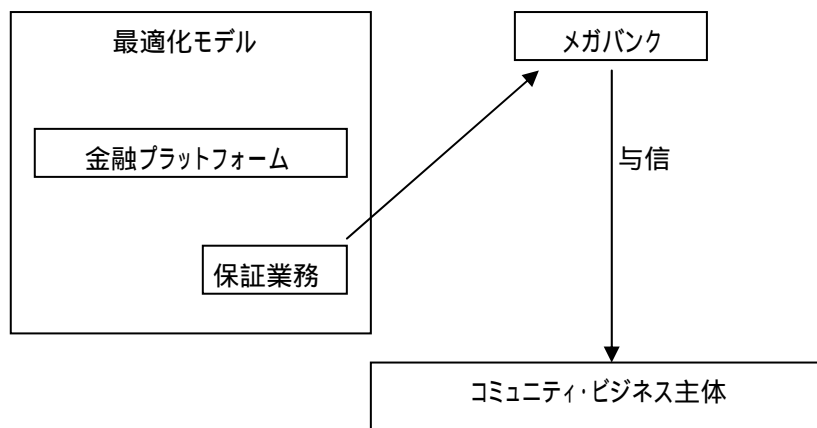 最適化モデル
メガバンク
金融プラットフォーム
与信
保証業務
コミュニティ・ビジネス主体